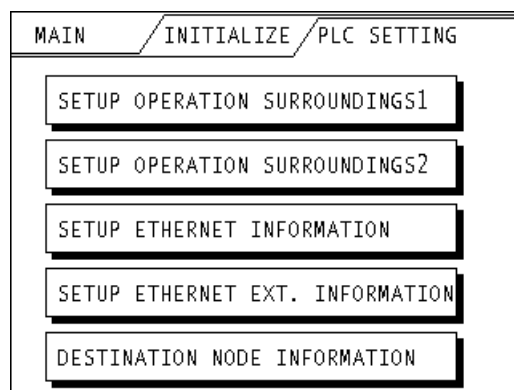 MAIN INITIALIZE PLC SETTING
SETUP OPERATION SURROUNDINGS1
SETUP OPERATION SURROUNDINGS2
SETUP ETHERNET INFORMATION
SETUP ETHERNET EXT. INFORMATION
DESTINATION NODE INFORMATION